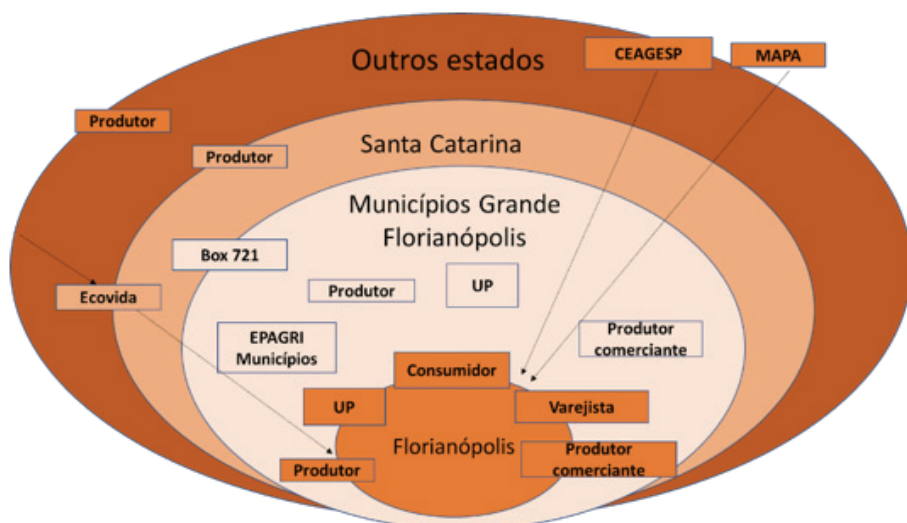 Outros estados
CEAGESP
MAPA
Produtor
Produtor
Santa Catarina
Municípios Grande
Florianópolis
Box 721
Produtor
UP
Ecovida
EPAGRI
Municípios
Produtor
comerciante
Consumidor
UP
Varejista
Florianópolis
Produtor
Produtor
comerciante